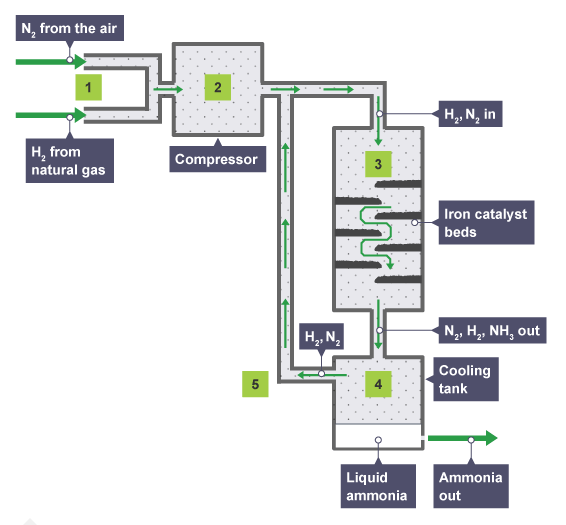 N₂ from the air
1
2
H₂ from
natural gas
Compressor
H₂, N₂ in
3
Iron catalyst
beds
N₂, H₂, NH₃ out
H₂, N₂
5
4
Cooling
tank
Liquid
ammonia
Ammonia
out